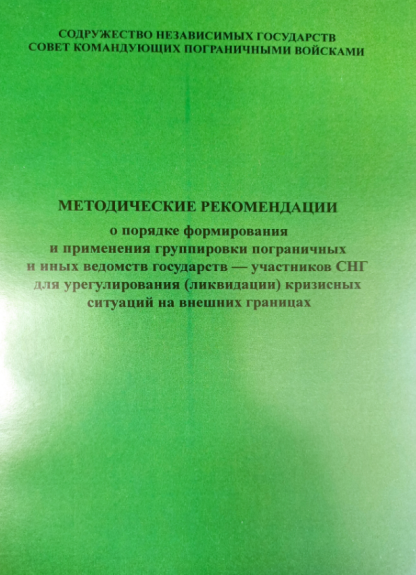 СОДРУЖЕСТВО НЕЗАВИСИМЫХ ГОСУДАРСТВ
СОВЕТ КОМАНДУЮЩИХ ПОГРАНИЧНЫМИ ВОЙСКАМИ
МЕТОДИЧЕСКИЕ РЕКОМЕНДАЦИИ
о порядке формирования
и применения группировки пограничных
и иных ведомств государств — участников СНГ
для урегулирования (ликвидации) кризисных
ситуаций на внешних границах